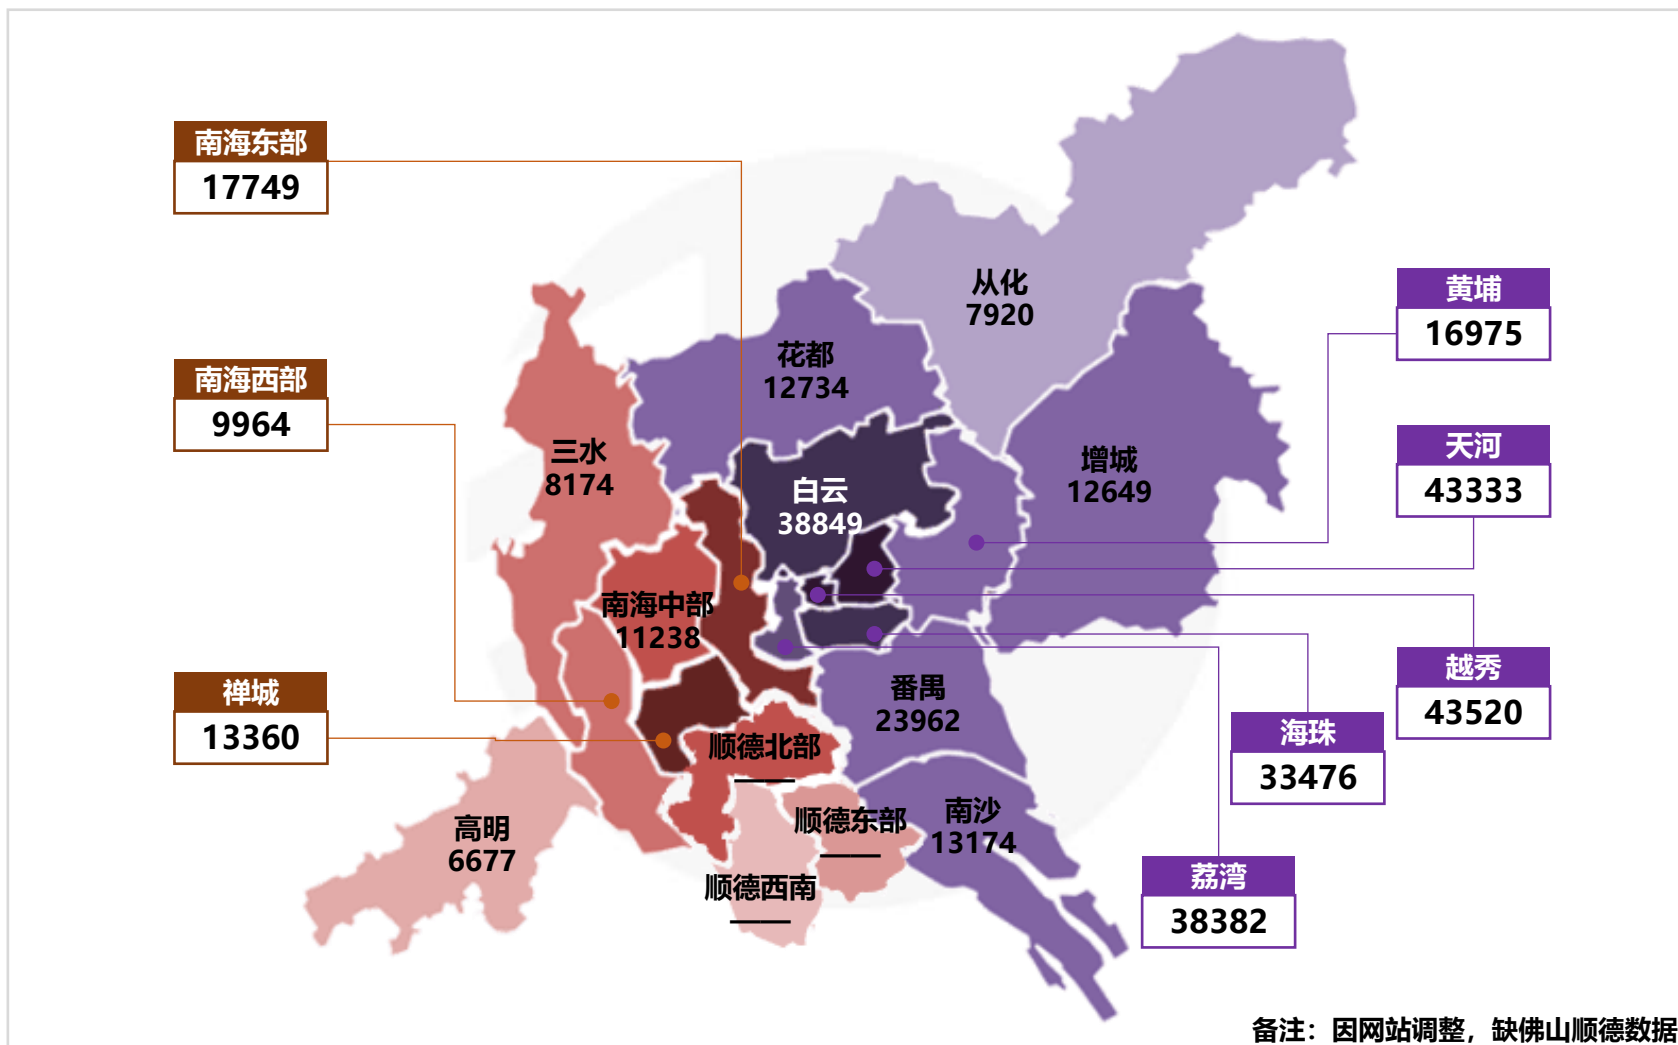 南海东部
17749
南海西部
9964
禅城
13360
从化
7920
花都
12734
三水
8174
白云
38849
增城
12649
南海中部
11238
番禺
23962
顺德北部
——
顺德东部
——
顺德西南
——
南沙
13174
高明
6677
黄埔
16975
天河
43333
越秀
43520
海珠
33476
荔湾
38382
备注：因网站调整，缺佛山顺德数据